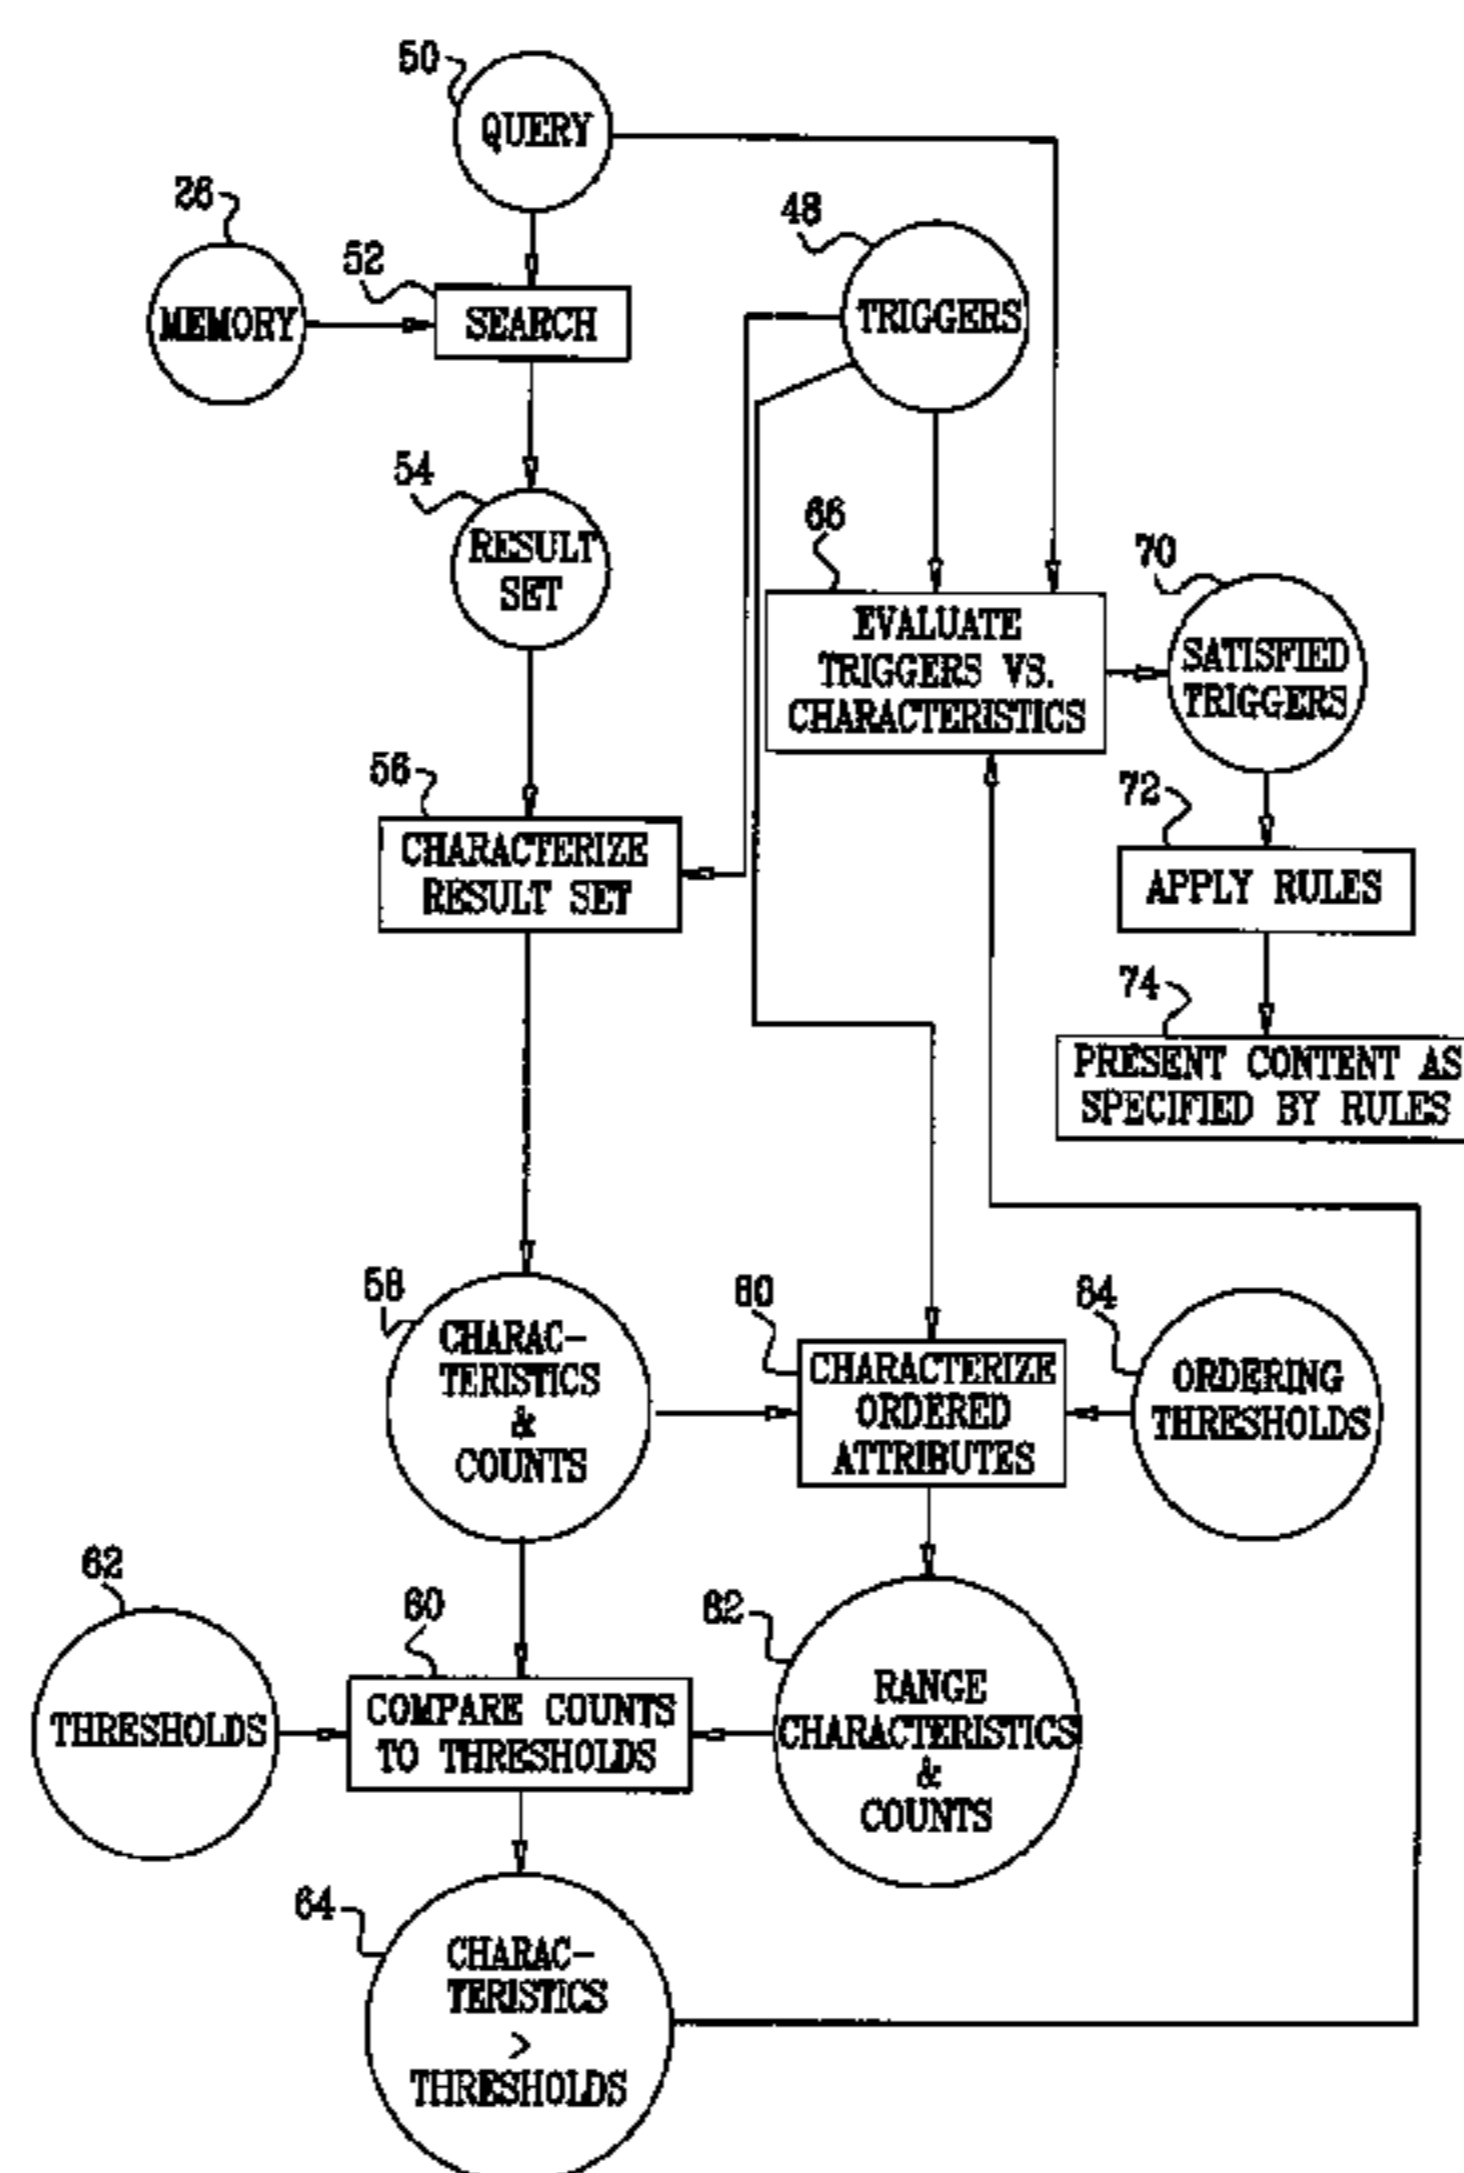 50
QUERY
26
MEMORY
52
SEARCH
48
TRIGGERS
54
RESULT
SET
66
EVALUATE
TRIGGERS VS.
CHARACTERISTICS
70
SATISFIED
TRIGGERS
56
CHARACTERIZE
RESULT SET
72
APPLY RULES
74
PRESENT CONTENT AS
SPECIFIED BY RULES
58
CHARAC-
TERISTICS
&
COUNTS
80
CHARACTERIZE
ORDERED
ATTRIBUTES
84
ORDERING
THRESHOLDS
62
THRESHOLDS
60
COMPARE COUNTS
TO THRESHOLDS
82
RANGE
CHARACTERISTICS
&
COUNTS
64
CHARAC-
TERISTICS
>
THRESHOLDS